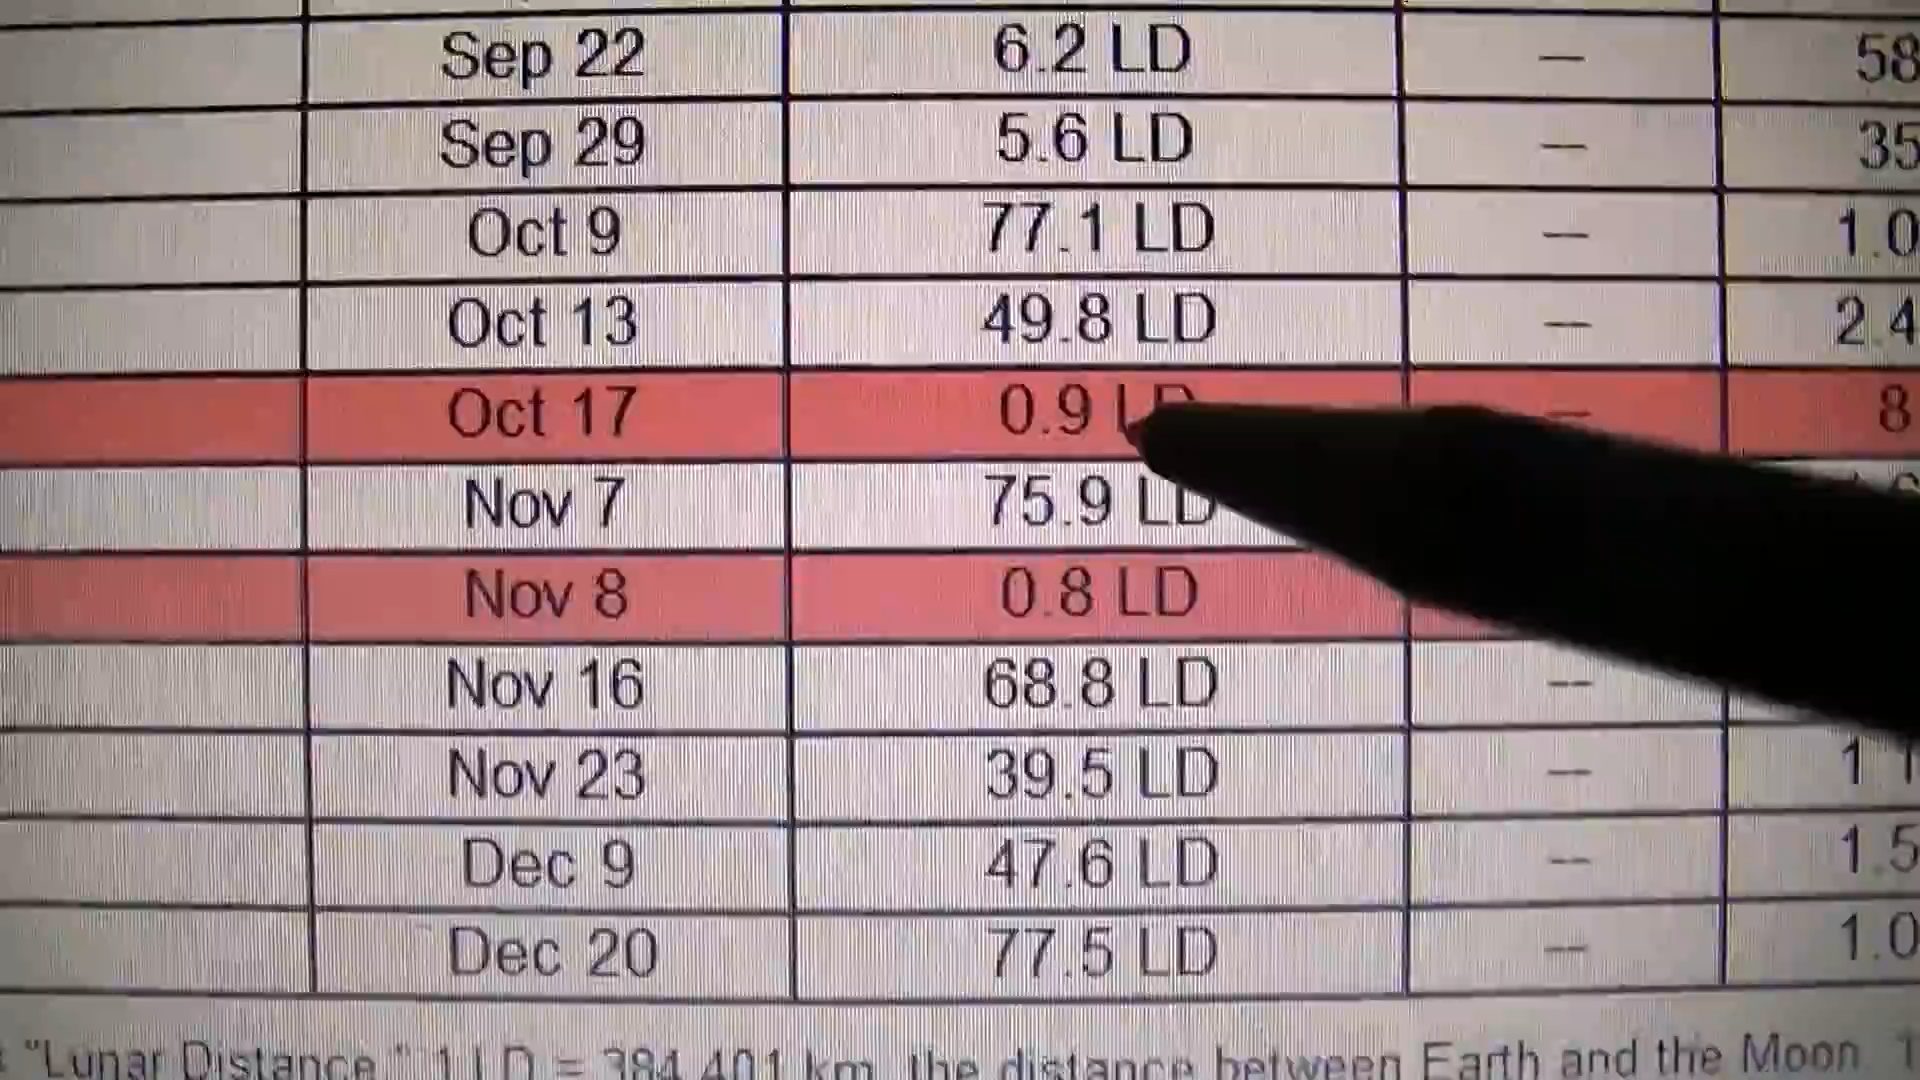 Sep 22 6.2 LD — 58
Sep 29 5.6 LD — 35
Oct 9 77.1 LD — 1.0
Oct 13 49.8 LD — 2.4
Oct 17 0.9 LD — 8
Nov 7 75.9 LD
Nov 8 0.8 LD
Nov 16 68.8 LD --
Nov 23 39.5 LD --
Dec 9 47.6 LD -- 1.5
Dec 20 77.5 LD -- 1.0
"Lunar Distance." 1 LD = 384,401 km, the distance between Earth and the Moon. 1